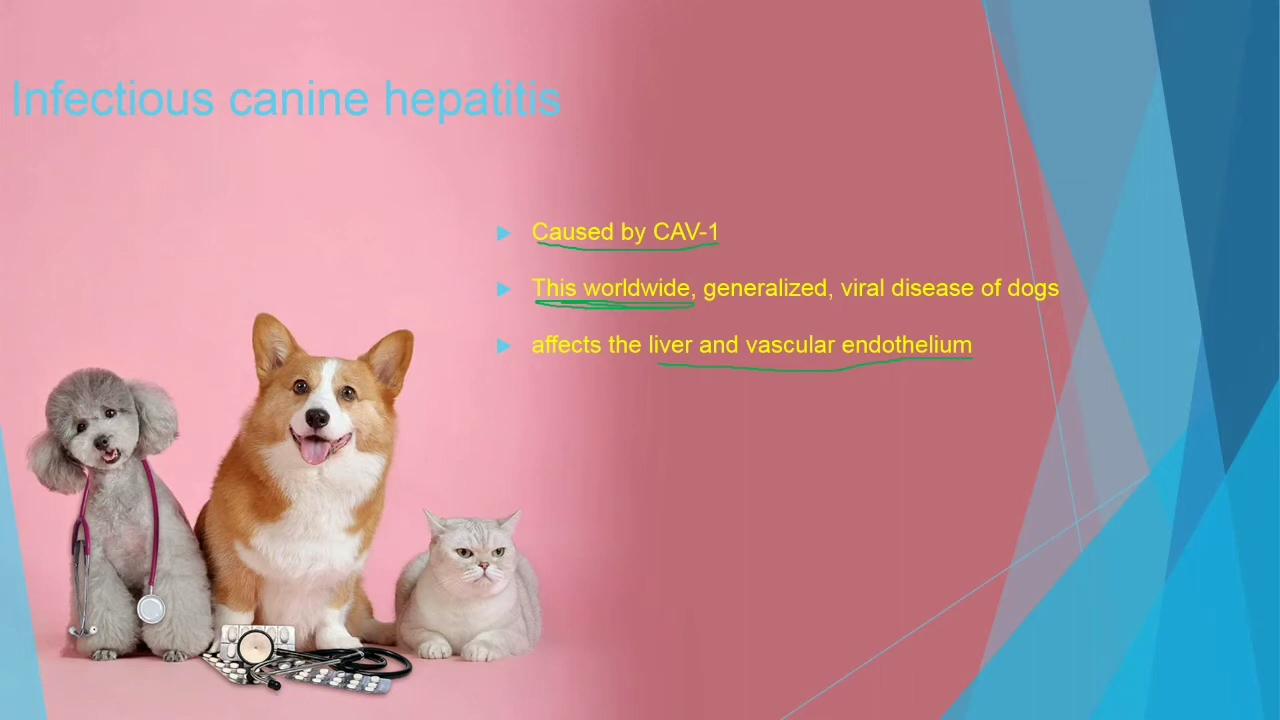 Infectious canine hepatitis
Caused by CAV-1
This worldwide, generalized, viral disease of dogs
affects the liver and vascular endothelium